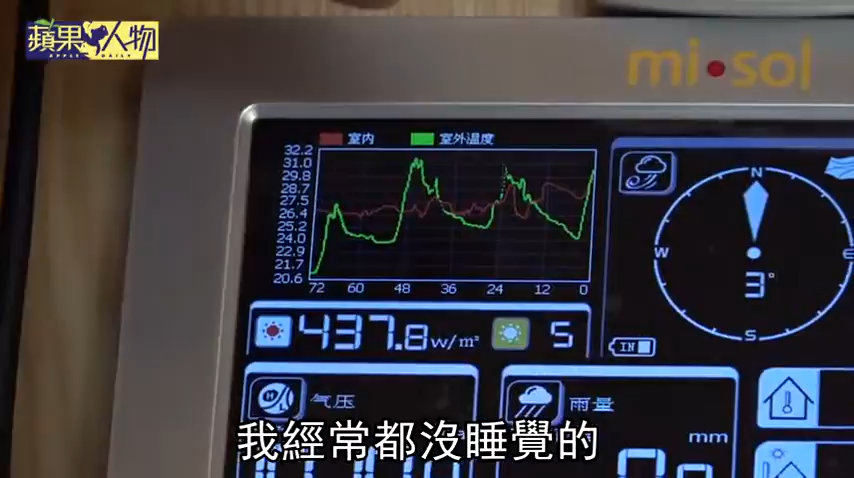 蘋果人物
APPLE DAILY
mi•sol
室内 室外温度
32.2
31.0
29.8
28.7
27.5
26.4
25.2
24.0
22.9
21.7
20.6
72 60 48 36 24 12 0
N
W E
S
3°
IN
437.8 w/m² 5
气压 雨量
mm
我經常都沒睡覺的